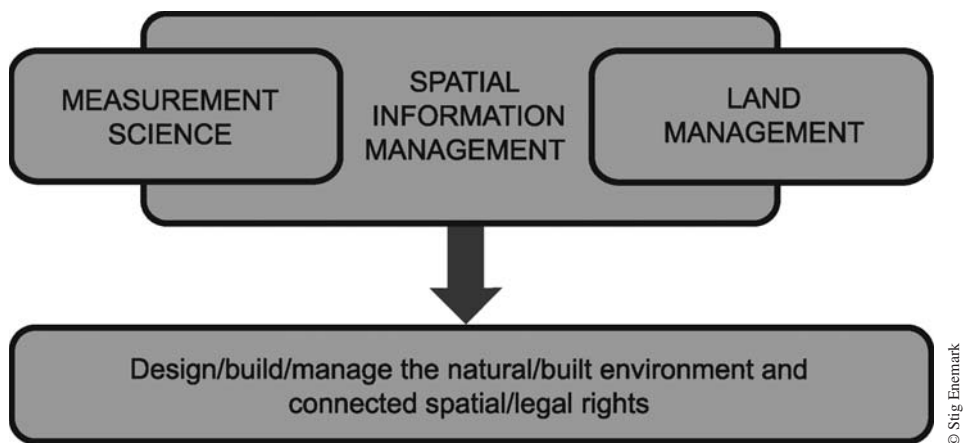 MEASUREMENT
SCIENCE
SPATIAL
INFORMATION
MANAGEMENT
LAND
MANAGEMENT
Design/build/manage the natural/built environment and
connected spatial/legal rights
© Stig Enemark